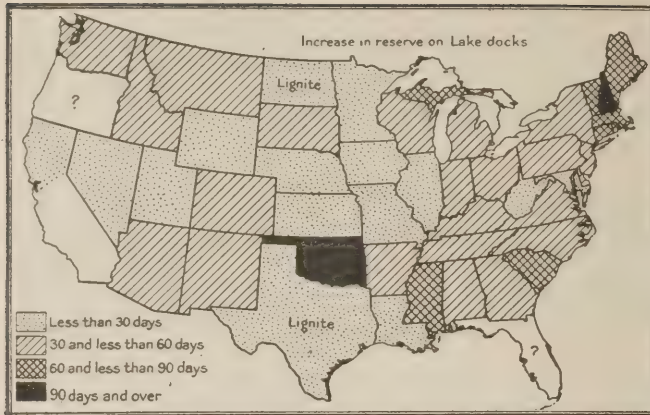 Increase in reserve on Lake docks
Lignite
?
Lignite
?
Less than 30 days
30 and less than 60 days
60 and less than 90 days
90 days and over